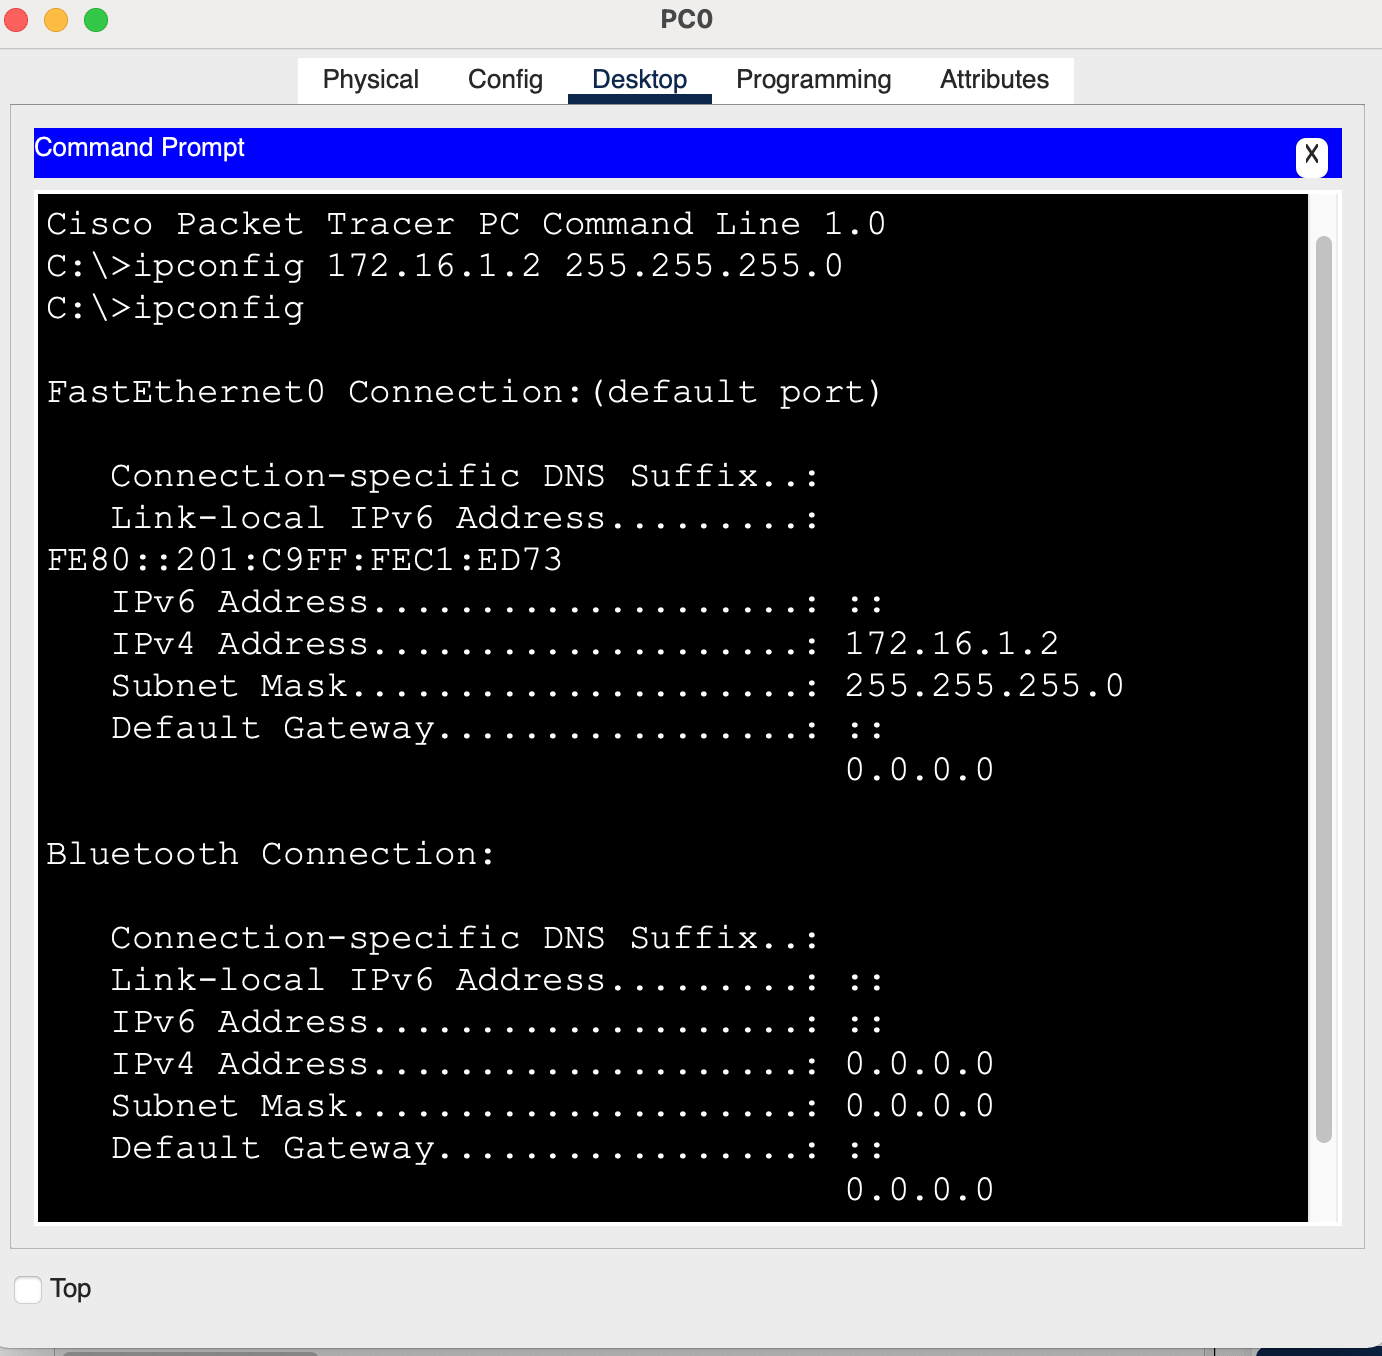 PC0
Physical Config Desktop Programming Attributes
Command Prompt
X
Cisco Packet Tracer PC Command Line 1.0
C:\>ipconfig 172.16.1.2 255.255.255.0
C:\>ipconfig
FastEthernet0 Connection:(default port)
Connection-specific DNS Suffix..:
Link-local IPv6 Address.........:
FE80::201:C9FF:FEC1:ED73
IPv6 Address....................: ::
IPv4 Address....................: 172.16.1.2
Subnet Mask.....................: 255.255.255.0
Default Gateway.................: ::
0.0.0.0
Bluetooth Connection:
Connection-specific DNS Suffix..:
Link-local IPv6 Address.........: ::
IPv6 Address....................: ::
IPv4 Address....................: 0.0.0.0
Subnet Mask.....................: 0.0.0.0
Default Gateway.................: ::
0.0.0.0
Top